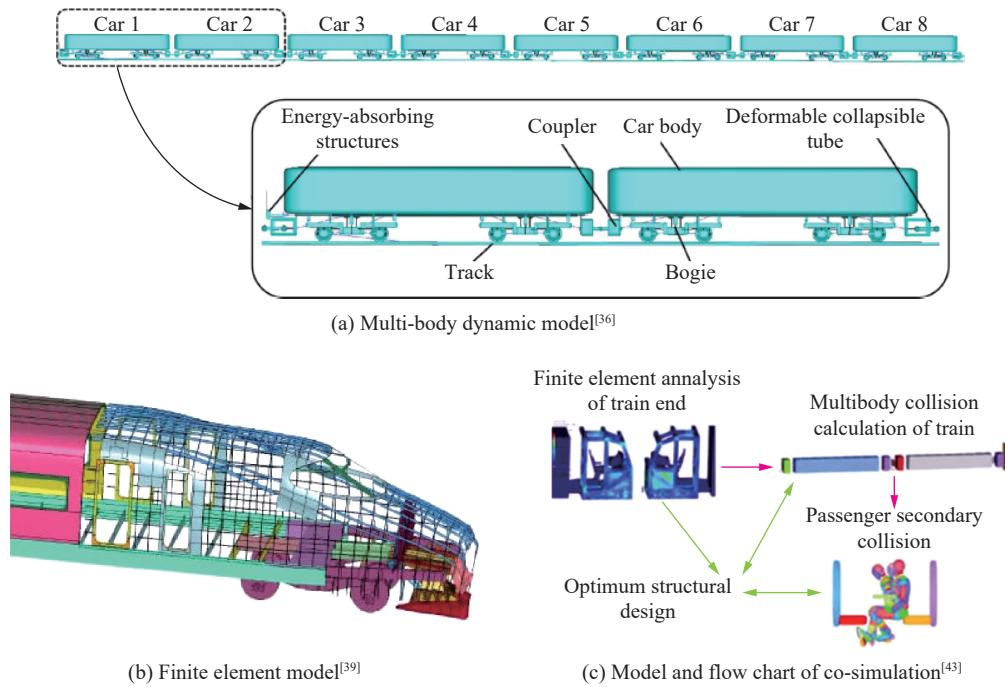 Car 1 Car 2 Car 3 Car 4 Car 5 Car 6 Car 7 Car 8
Energy-absorbing
structures
Coupler
Car body
Deformable collapsible
tube
Track
Bogie
(a) Multi-body dynamic model[36]
Finite element annalysis
of train end
Multibody collision
calculation of train
Passenger secondary
collision
Optimum structural
design
(b) Finite element model[39]
(c) Model and flow chart of co-simulation[43]